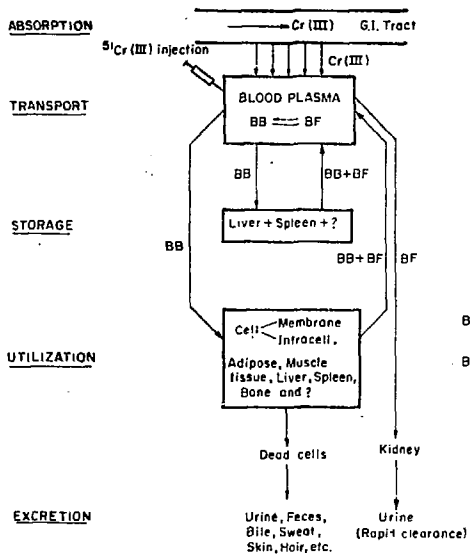 ABSORPTION
Cr (III) G.I. Tract
51Cr (III) injection
Cr (III)
TRANSPORT
BLOOD PLASMA
BB ⇌ BF
BB
BB+BF
STORAGE
Liver + Spleen + ?
BB
BB+BF
BF
Cell
Membrane
Intracell.
B
B
UTILIZATION
Adipose, Muscle
tissue, Liver, Spleen,
Bone and ?
Dead cells
Kidney
EXCRETION
Urine, Feces,
Bile, Sweat,
Skin, Hair, etc.
Urine
(Rapid clearance)